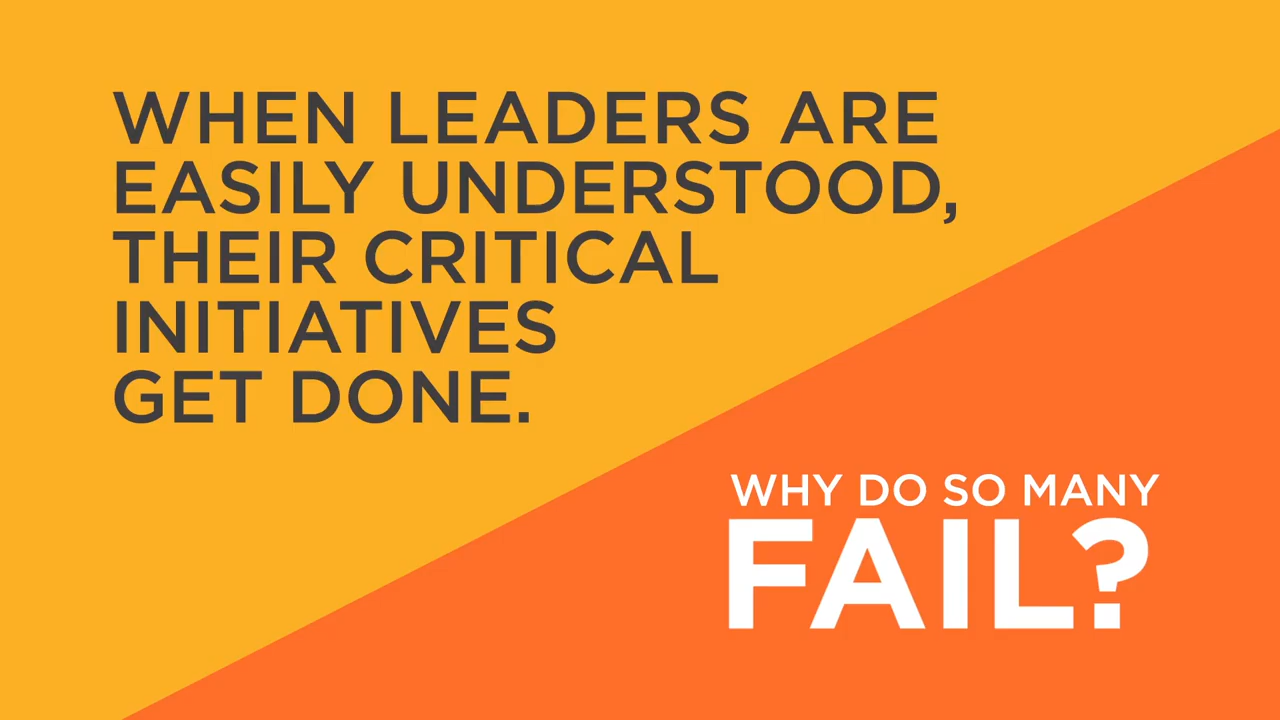 WHEN LEADERS ARE
EASILY UNDERSTOOD,
THEIR CRITICAL
INITIATIVES
GET DONE.
WHY DO SO MANY
FAIL?